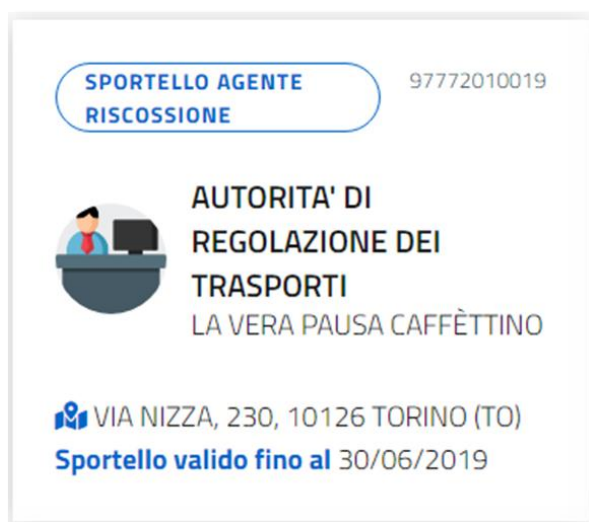 SPORTELLO AGENTE
RISCOSSIONE
97772010019
AUTORITA' DI
REGOLAZIONE DEI
TRASPORTI
LA VERA PAUSA CAFFÈTTINO
VIA NIZZA, 230, 10126 TORINO (TO)
Sportello valido fino al 30/06/2019